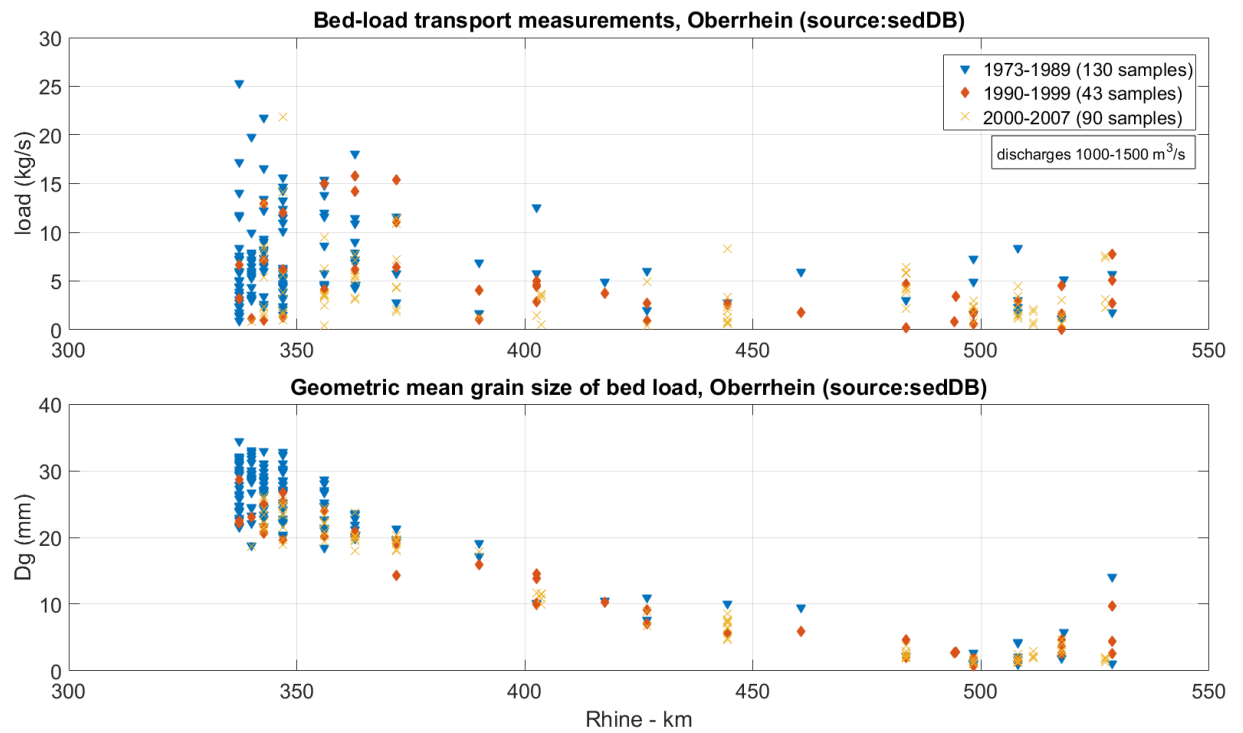 Bed-load transport measurements, Oberrhein (source:sedDB)
30
25
20
15
10
5
0
load (kg/s)
1973-1989 (130 samples)
1990-1999 (43 samples)
2000-2007 (90 samples)
discharges 1000-1500 m³/s
300 350 400 450 500 550
Geometric mean grain size of bed load, Oberrhein (source:sedDB)
40
30
20
10
0
Dg (mm)
300 350 400 450 500 550
Rhine - km